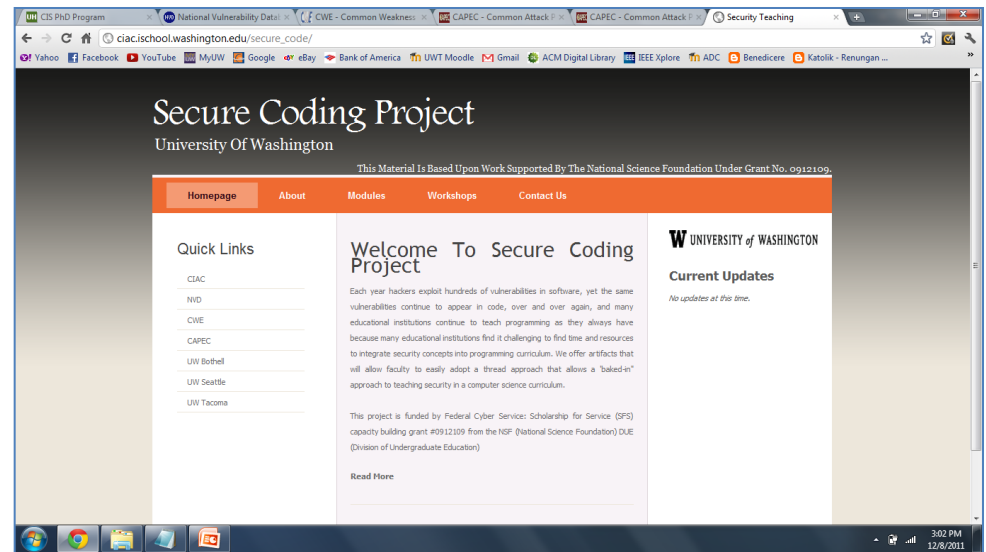 CIS PhD Program
National Vulnerability Datab
CWE - Common Weakness
CAPEC - Common Attack P
CAPEC - Common Attack P
Security Teaching
ciac.ischool.washington.edu/secure_code/
Yahoo Facebook YouTube MyUW Google eBay Bank of America UWT Moodle Gmail ACM Digital Library IEEE Xplore ADC Benedicere Katolik - Renungan ...
Secure Coding Project
University Of Washington
This Material Is Based Upon Work Supported By The National Science Foundation Under Grant No. 0912109.
Homepage About Modules Workshops Contact Us
Quick Links
CIAC
NVD
CWE
CAPEC
UW Bothell
UW Seattle
UW Tacoma
Welcome To Secure Coding
Project
Each year hackers exploit hundreds of vulnerabilities in software, yet the same
vulnerabilities continue to appear in code, over and over again, and many
educational institutions continue to teach programming as they always have
because many educational institutions find it challenging to find time and resources
to integrate security concepts into programming curriculum. We offer artifacts that
will allow faculty to easily adopt a thread approach that allows a 'baked-in"
approach to teaching security in a computer science curriculum.
This project is funded by Federal Cyber Service: Scholarship for Service (SFS)
capacity building grant #0912109 from the NSF (National Science Foundation) DUE
(Division of Undergraduate Education)
Read More
W UNIVERSITY of WASHINGTON
Current Updates
No updates at this time.
3:02 PM
12/8/2011